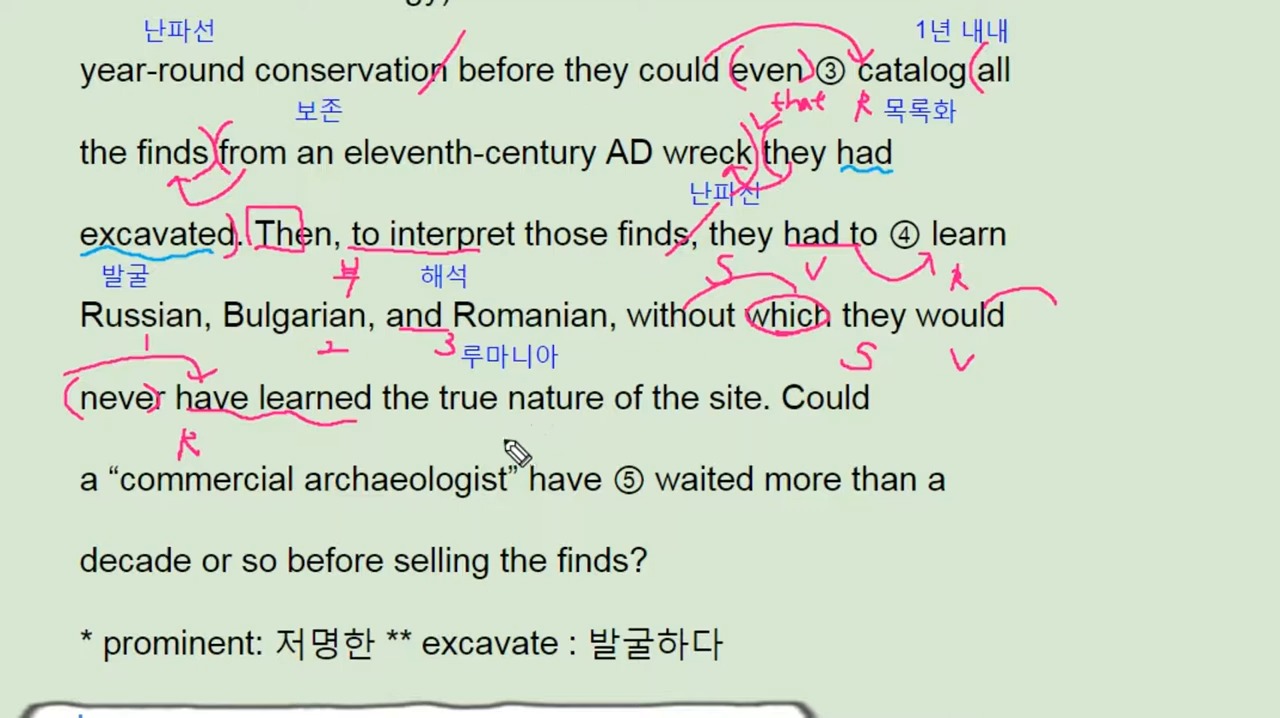 난파선 1년 내내
year-round conservation before they could even ③ catalog all
보존 that R 목록화
the finds from an eleventh-century AD wreck they had
난파선
excavated. Then, to interpret those finds, they had to ④ learn
발굴 부 해석 S V R
Russian, Bulgarian, and Romanian, without which they would
1 2 3 루마니아 S V
never have learned the true nature of the site. Could
R
a “commercial archaeologist” have ⑤ waited more than a
decade or so before selling the finds?
* prominent: 저명한 ** excavate : 발굴하다